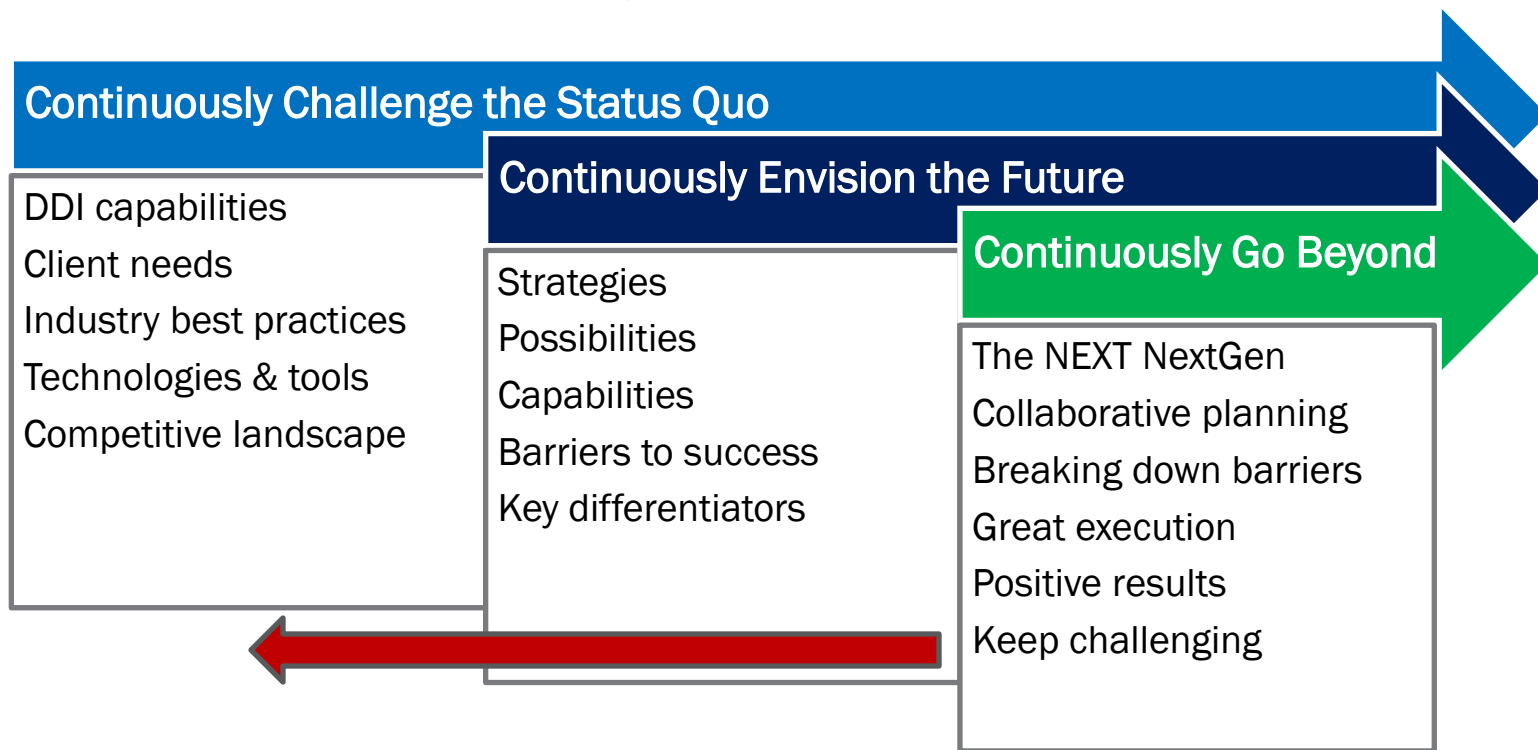 Continuously Challenge the Status Quo
DDI capabilities
Client needs
Industry best practices
Technologies & tools
Competitive landscape
Continuously Envision the Future
Strategies
Possibilities
Capabilities
Barriers to success
Key differentiators
Continuously Go Beyond
The NEXT NextGen
Collaborative planning
Breaking down barriers
Great execution
Positive results
Keep challenging